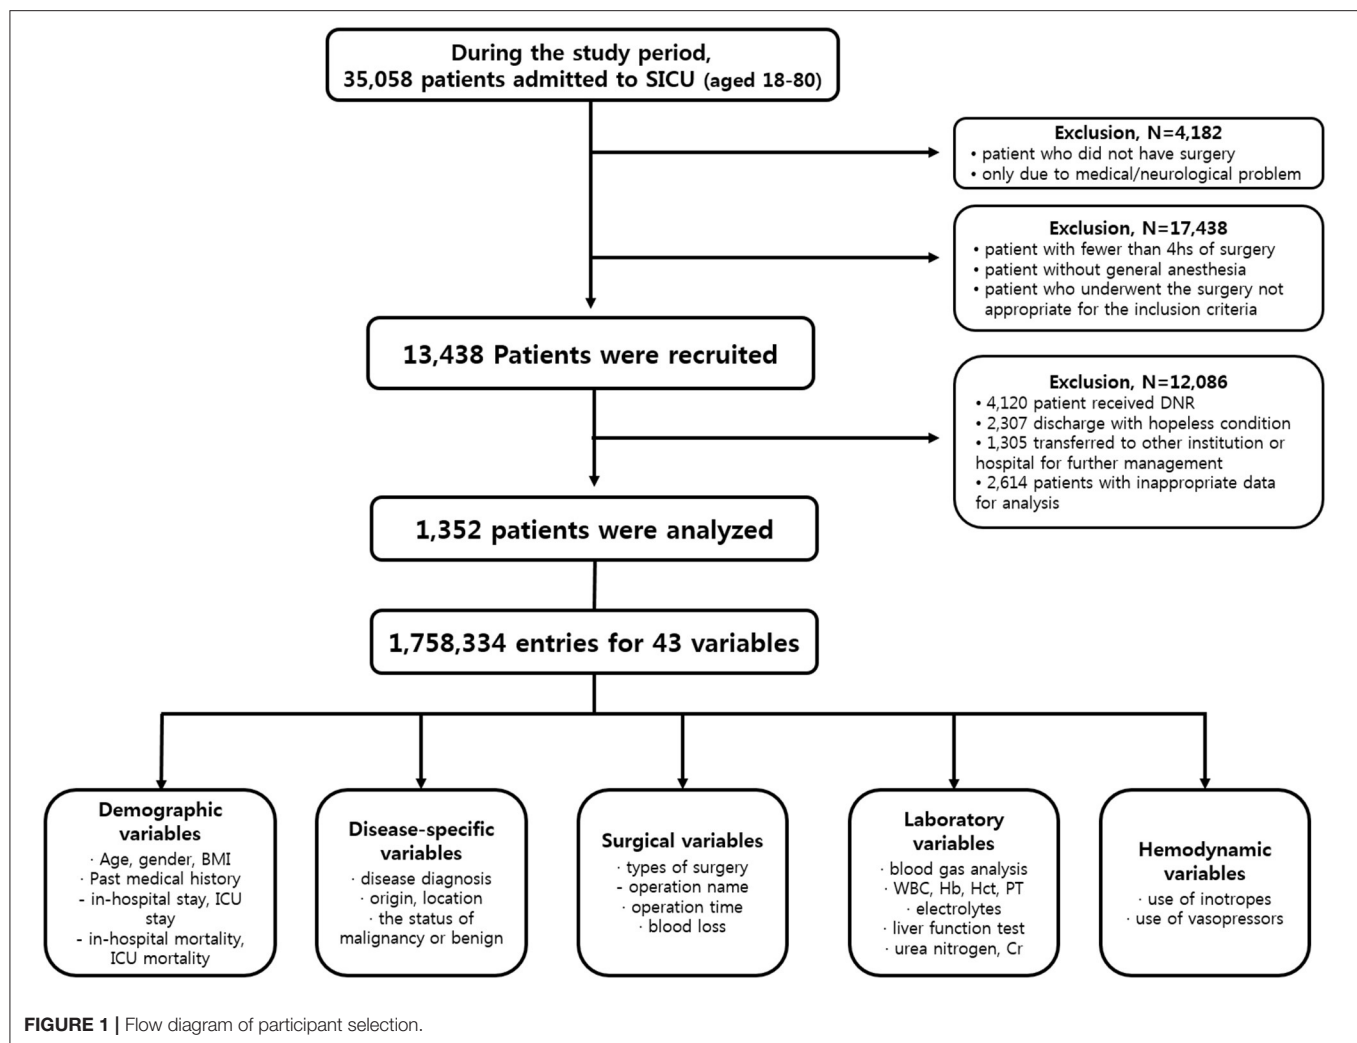 During the study period,
35,058 patients admitted to SICU (aged 18-80)
Exclusion, N=4,182
• patient who did not have surgery
• only due to medical/neurological problem
Exclusion, N=17,438
• patient with fewer than 4hs of surgery
• patient without general anesthesia
• patient who underwent the surgery not
appropriate for the inclusion criteria
13,438 Patients were recruited
Exclusion, N=12,086
• 4,120 patient received DNR
• 2,307 discharge with hopeless condition
• 1,305 transferred to other institution or
hospital for further management
• 2,614 patients with inappropriate data
for analysis
1,352 patients were analyzed
1,758,334 entries for 43 variables
Demographic
variables
· Age, gender, BMI
· Past medical history
- in-hospital stay, ICU
stay
- in-hospital mortality,
ICU mortality
Disease-specific
variables
· disease diagnosis
· origin, location
· the status of
malignancy or benign
Surgical variables
· types of surgery
- operation name
· operation time
· blood loss
Laboratory
variables
· blood gas analysis
· WBC, Hb, Hct, PT
· electrolytes
· liver function test
· urea nitrogen, Cr
Hemodynamic
variables
· use of inotropes
· use of vasopressors
FIGURE 1 | Flow diagram of participant selection.